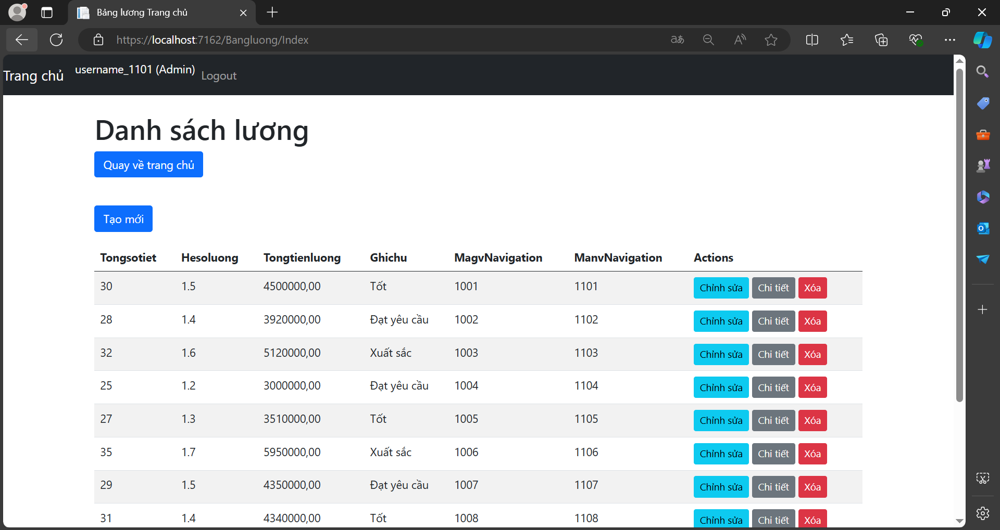 Bảng lương Trang chủ
https://localhost:7162/Bangluong/Index
Trang chủ username_1101 (Admin) Logout
Danh sách lương
Quay về trang chủ
Tạo mới
Tongsotiet Hesoluong Tongtienluong Ghichu MagvNavigation ManvNavigation Actions
30 1.5 4500000,00 Tốt 1001 1101 Chỉnh sửa Chi tiết Xóa
28 1.4 3920000,00 Đạt yêu cầu 1002 1102 Chỉnh sửa Chi tiết Xóa
32 1.6 5120000,00 Xuất sắc 1003 1103 Chỉnh sửa Chi tiết Xóa
25 1.2 3000000,00 Đạt yêu cầu 1004 1104 Chỉnh sửa Chi tiết Xóa
27 1.3 3510000,00 Tốt 1005 1105 Chỉnh sửa Chi tiết Xóa
35 1.7 5950000,00 Xuất sắc 1006 1106 Chỉnh sửa Chi tiết Xóa
29 1.5 4350000,00 Đạt yêu cầu 1007 1107 Chỉnh sửa Chi tiết Xóa
31 1.4 4340000,00 Tốt 1008 1108 Chỉnh sửa Chi tiết Xóa